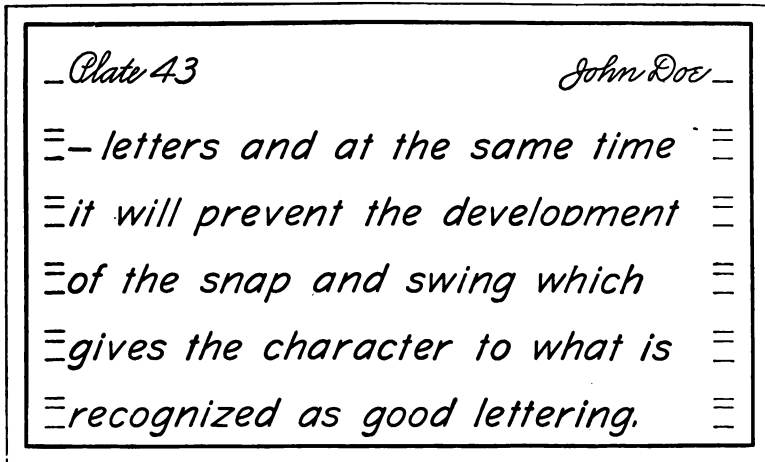 Plate 43 John Doe
– letters and at the same time
it will prevent the development
of the snap and swing which
gives the character to what is
recognized as good lettering.